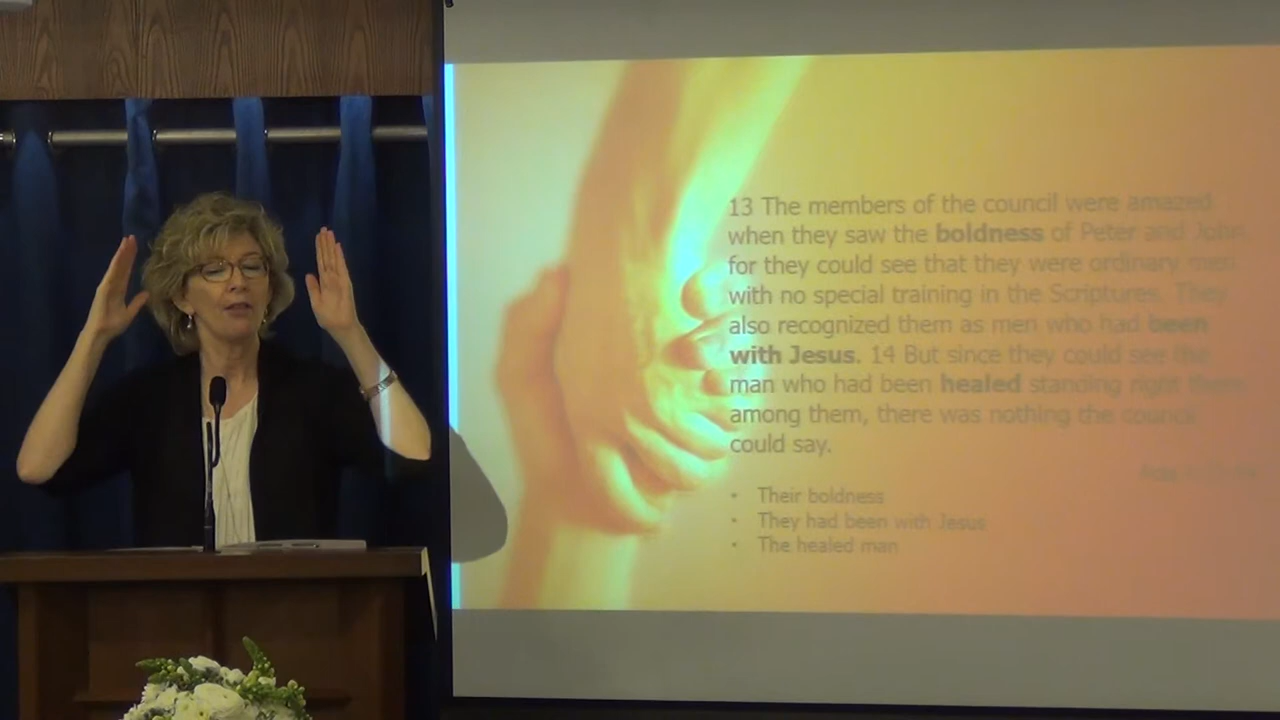 13 The members of the council were amazed
when they saw the boldness of Peter and John,
for they could see that they were ordinary men
with no special training in the Scriptures. They
also recognized them as men who had been
with Jesus. 14 But since they could see the
man who had been healed standing right there
among them, there was nothing the council
could say.
• Their boldness
• They had been with Jesus
• The healed man